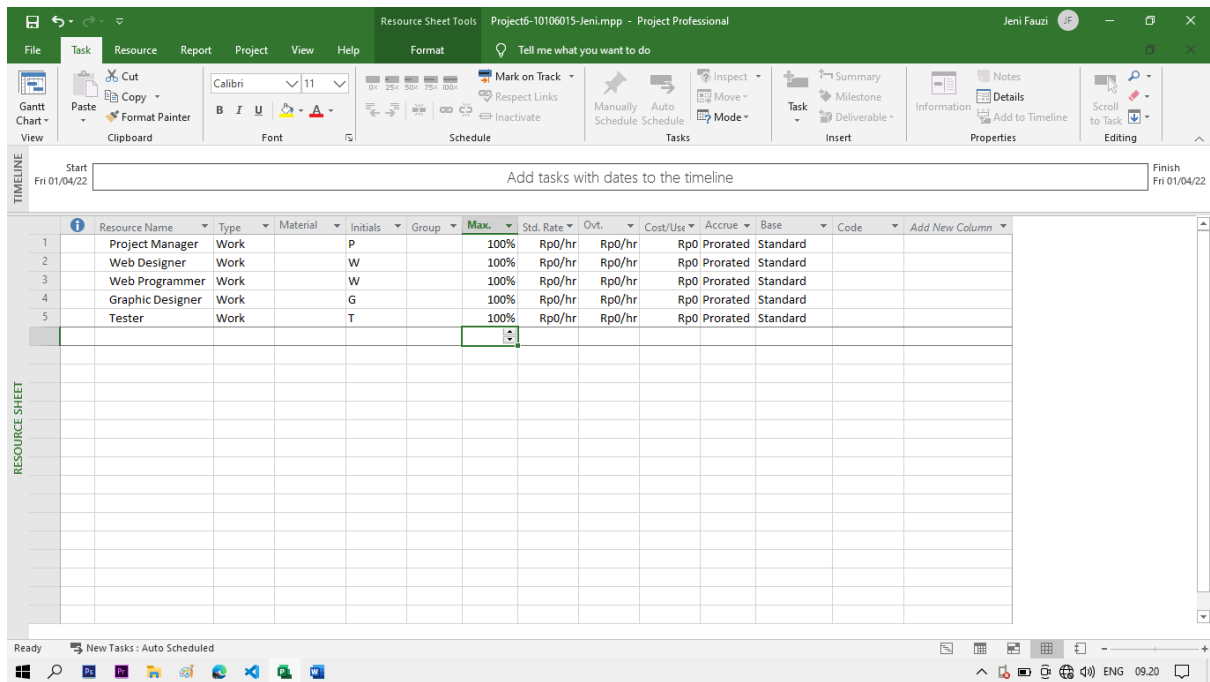 Resource Sheet Tools Project6-10106015-Jeni.mpp - Project Professional Jeni Fauzi JF
File Task Resource Report Project View Help Format Tell me what you want to do
Cut
Copy
Format Painter
Paste
Gantt
Chart
View
Clipboard
Calibri 11
B I U A
Font
0× 25× 50× 75× 100×
Mark on Track
Respect Links
Inactivate
Schedule
Manually
Schedule
Auto
Schedule
Inspect
Move
Mode
Tasks
Task
Summary
Milestone
Deliverable
Insert
Information
Notes
Details
Add to Timeline
Properties
Scroll
to Task
Editing
TIMELINE
Start
Fri 01/04/22
Add tasks with dates to the timeline
Finish
Fri 01/04/22
Resource Name Type Material Initials Group Max. Std. Rate Ovt. Cost/Use Accrue Base Code Add New Column
1 Project Manager Work P 100% Rp0/hr Rp0/hr Rp0 Prorated Standard
2 Web Designer Work W 100% Rp0/hr Rp0/hr Rp0 Prorated Standard
3 Web Programmer Work W 100% Rp0/hr Rp0/hr Rp0 Prorated Standard
4 Graphic Designer Work G 100% Rp0/hr Rp0/hr Rp0 Prorated Standard
5 Tester Work T 100% Rp0/hr Rp0/hr Rp0 Prorated Standard
RESOURCE SHEET
Ready New Tasks : Auto Scheduled
Ps Pr ENG 09.20